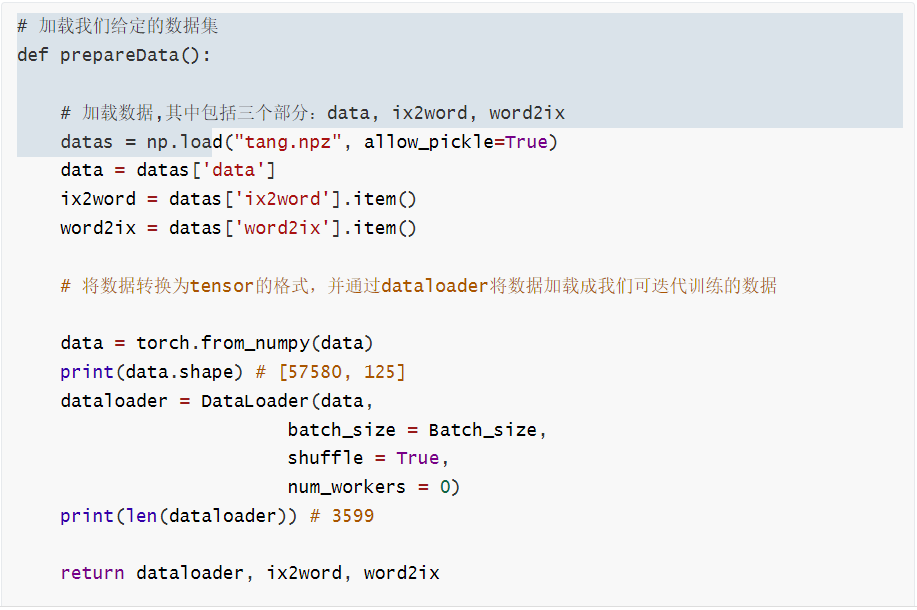 # 加载我们给定的数据集
def prepareData():
    # 加载数据,其中包括三个部分：data, ix2word, word2ix
    datas = np.load("tang.npz", allow_pickle=True)
    data = datas['data']
    ix2word = datas['ix2word'].item()
    word2ix = datas['word2ix'].item()
    # 将数据转换为tensor的格式，并通过dataloader将数据加载成我们可迭代训练的数据
    data = torch.from_numpy(data)
    print(data.shape) # [57580, 125]
    dataloader = DataLoader(data,
                         batch_size = Batch_size,
                         shuffle = True,
                         num_workers = 0)
    print(len(dataloader)) # 3599
    return dataloader, ix2word, word2ix